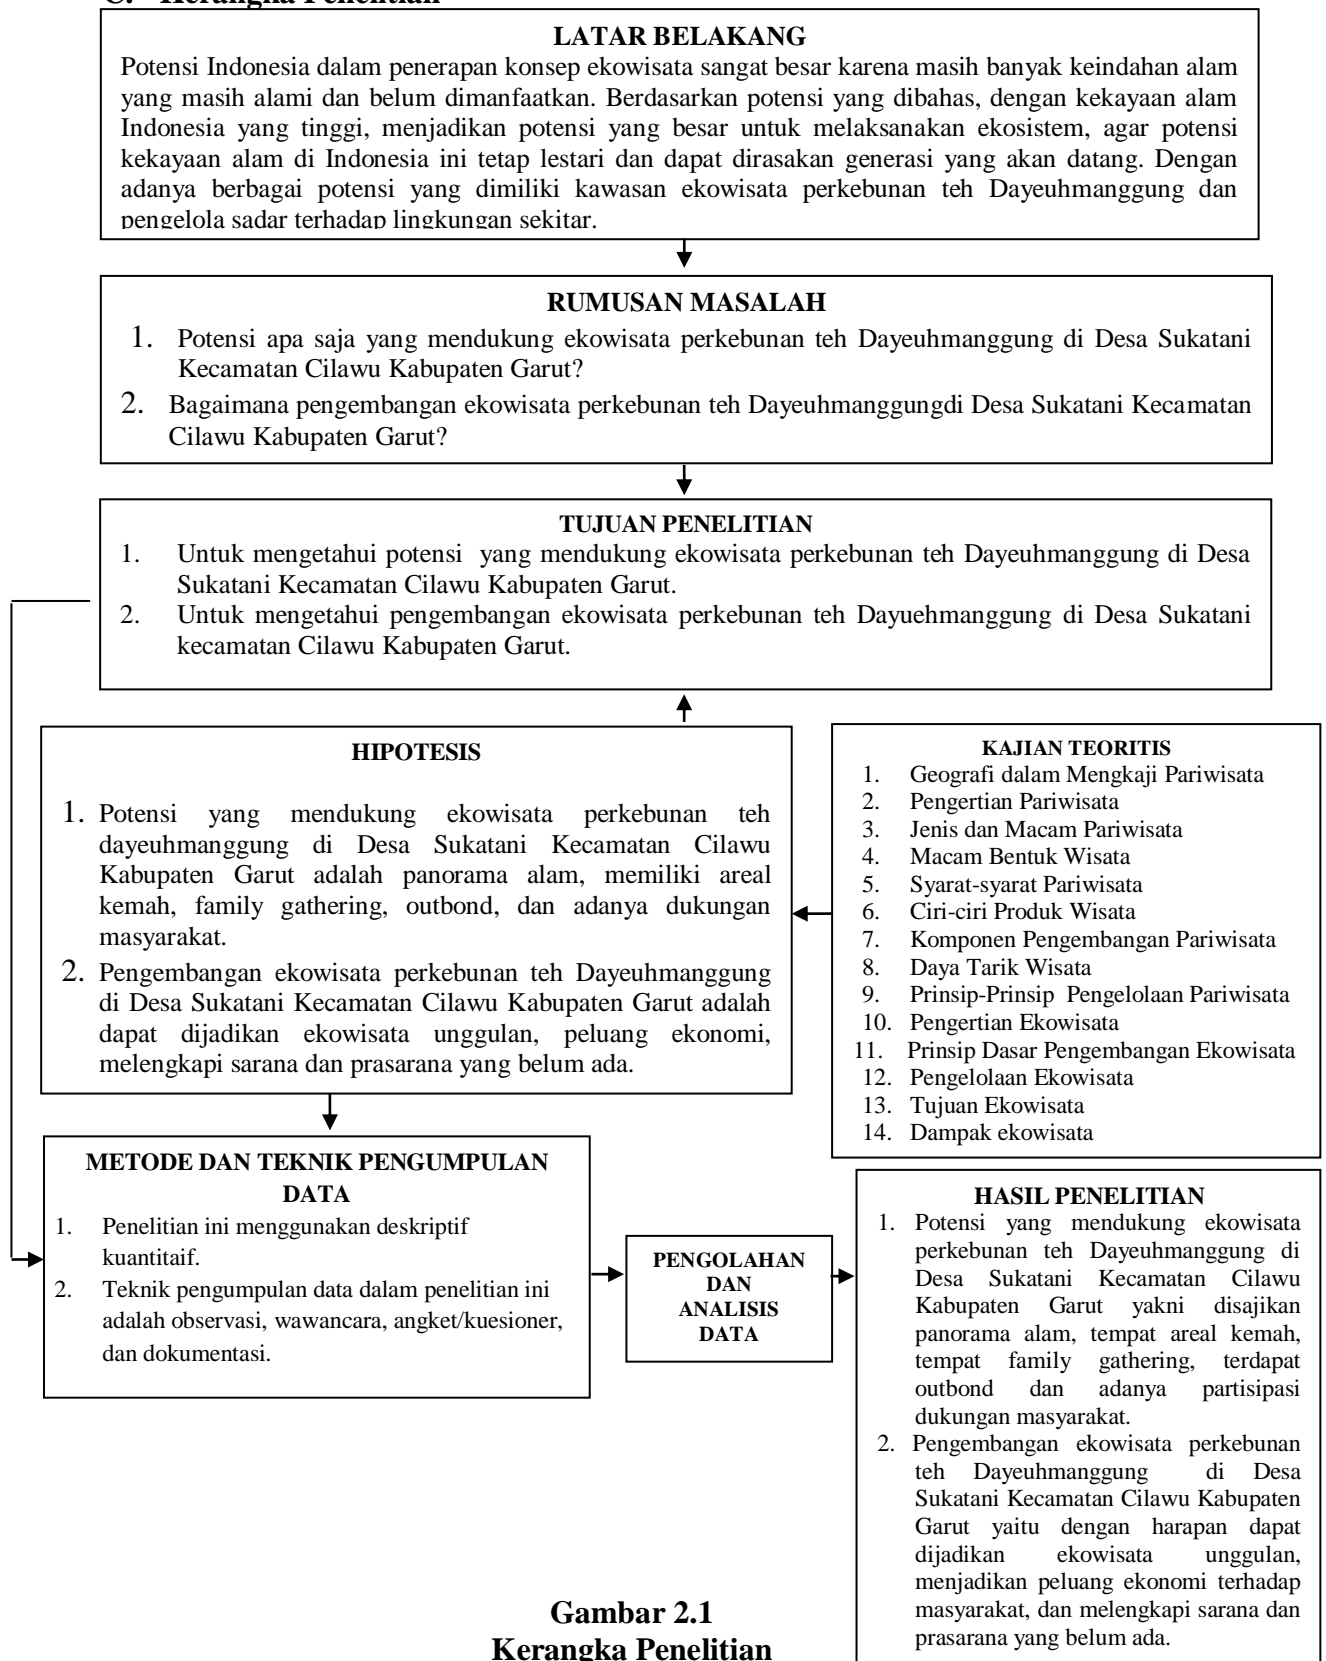 C. Kerangka Penelitian
LATAR BELAKANG
Potensi Indonesia dalam penerapan konsep ekowisata sangat besar karena masih banyak keindahan alam
yang masih alami dan belum dimanfaatkan. Berdasarkan potensi yang dibahas, dengan kekayaan alam
Indonesia yang tinggi, menjadikan potensi yang besar untuk melaksanakan ekosistem, agar potensi
kekayaan alam di Indonesia ini tetap lestari dan dapat dirasakan generasi yang akan datang. Dengan
adanya berbagai potensi yang dimiliki kawasan ekowisata perkebunan teh Dayeuhmanggung dan
pengelola sadar terhadap lingkungan sekitar.
RUMUSAN MASALAH
1. Potensi apa saja yang mendukung ekowisata perkebunan teh Dayeuhmanggung di Desa Sukatani
Kecamatan Cilawu Kabupaten Garut?
2. Bagaimana pengembangan ekowisata perkebunan teh Dayeuhmanggungdi Desa Sukatani Kecamatan
Cilawu Kabupaten Garut?
TUJUAN PENELITIAN
1. Untuk mengetahui potensi yang mendukung ekowisata perkebunan teh Dayeuhmanggung di Desa
Sukatani Kecamatan Cilawu Kabupaten Garut.
2. Untuk mengetahui pengembangan ekowisata perkebunan teh Dayuehmanggung di Desa Sukatani
kecamatan Cilawu Kabupaten Garut.
HIPOTESIS
1. Potensi yang mendukung ekowisata perkebunan teh
dayeuhmanggung di Desa Sukatani Kecamatan Cilawu
Kabupaten Garut adalah panorama alam, memiliki areal
kemah, family gathering, outbond, dan adanya dukungan
masyarakat.
2. Pengembangan ekowisata perkebunan teh Dayeuhmanggung
di Desa Sukatani Kecamatan Cilawu Kabupaten Garut adalah
dapat dijadikan ekowisata unggulan, peluang ekonomi,
melengkapi sarana dan prasarana yang belum ada.
KAJIAN TEORITIS
1. Geografi dalam Mengkaji Pariwisata
2. Pengertian Pariwisata
3. Jenis dan Macam Pariwisata
4. Macam Bentuk Wisata
5. Syarat-syarat Pariwisata
6. Ciri-ciri Produk Wisata
7. Komponen Pengembangan Pariwisata
8. Daya Tarik Wisata
9. Prinsip-Prinsip Pengelolaan Pariwisata
10. Pengertian Ekowisata
11. Prinsip Dasar Pengembangan Ekowisata
12. Pengelolaan Ekowisata
13. Tujuan Ekowisata
14. Dampak ekowisata
METODE DAN TEKNIK PENGUMPULAN
DATA
1. Penelitian ini menggunakan deskriptif
kuantitaif.
2. Teknik pengumpulan data dalam penelitian ini
adalah observasi, wawancara, angket/kuesioner,
dan dokumentasi.
PENGOLAHAN
DAN
ANALISIS
DATA
HASIL PENELITIAN
1. Potensi yang mendukung ekowisata
perkebunan teh Dayeuhmanggung di
Desa Sukatani Kecamatan Cilawu
Kabupaten Garut yakni disajikan
panorama alam, tempat areal kemah,
tempat family gathering, terdapat
outbond dan adanya partisipasi
dukungan masyarakat.
2. Pengembangan ekowisata perkebunan
teh Dayeuhmanggung di Desa
Sukatani Kecamatan Cilawu Kabupaten
Garut yaitu dengan harapan dapat
dijadikan ekowisata unggulan,
menjadikan peluang ekonomi terhadap
masyarakat, dan melengkapi sarana dan
prasarana yang belum ada.
Gambar 2.1
Kerangka Penelitian